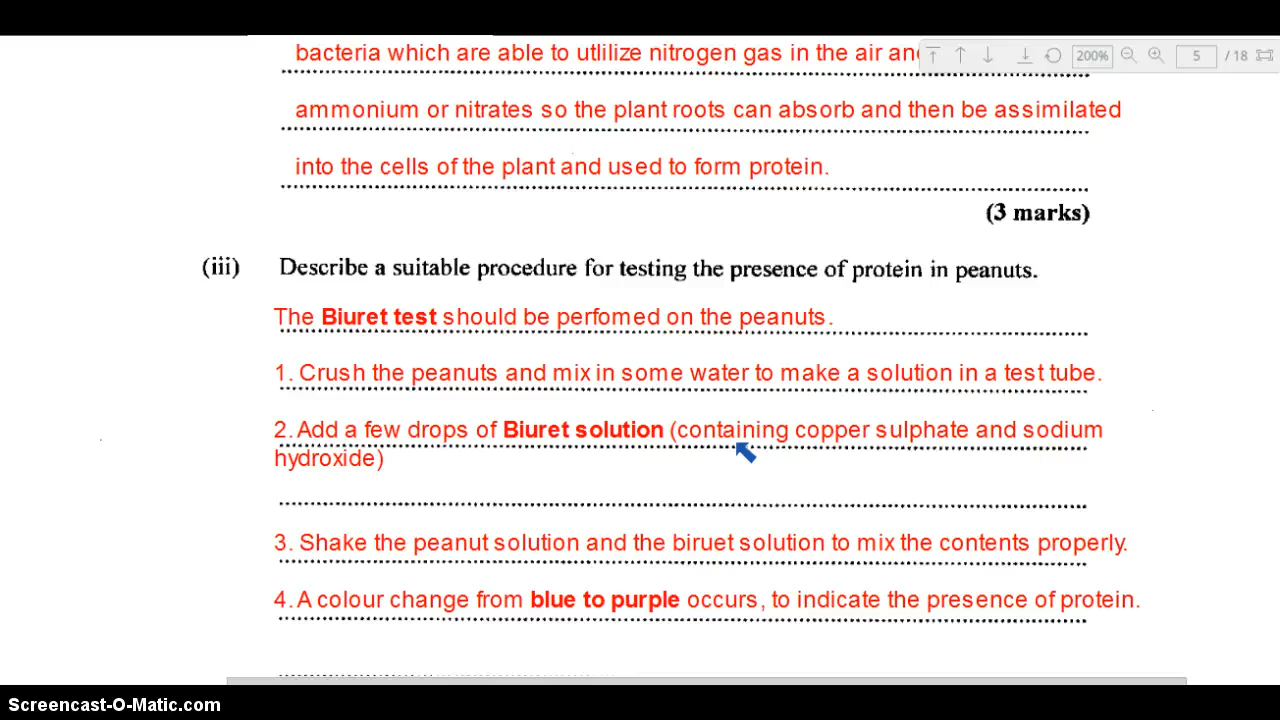 bacteria which are able to utlilize nitrogen gas in the air an
200%
5
/ 18
ammonium or nitrates so the plant roots can absorb and then be assimilated
into the cells of the plant and used to form protein.
(3 marks)
(iii) Describe a suitable procedure for testing the presence of protein in peanuts.
The Biuret test should be perfomed on the peanuts.
1. Crush the peanuts and mix in some water to make a solution in a test tube.
2. Add a few drops of Biuret solution (containing copper sulphate and sodium
hydroxide)
3. Shake the peanut solution and the biruet solution to mix the contents properly.
4. A colour change from blue to purple occurs, to indicate the presence of protein.
Screencast-O-Matic.com